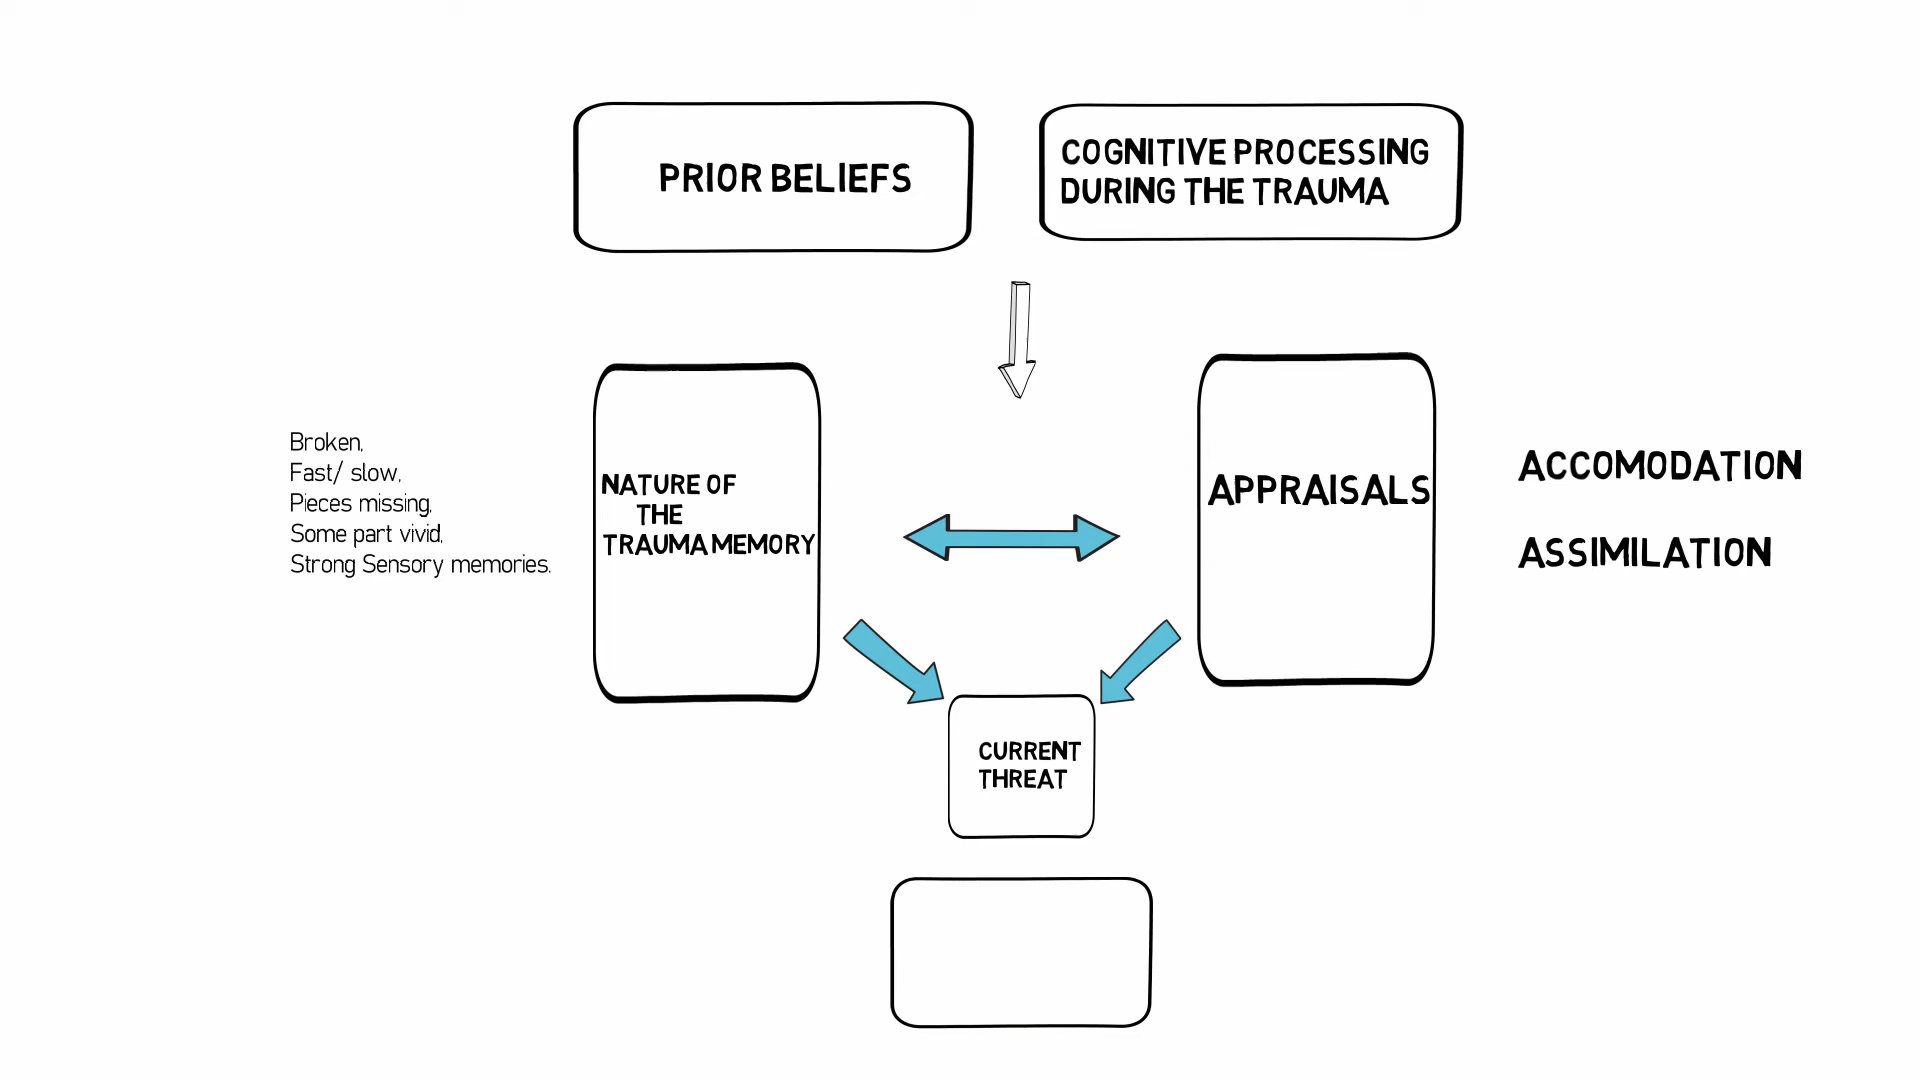 PRIOR BELIEFS
COGNITIVE PROCESSING
DURING THE TRAUMA
Broken,
Fast/ slow,
Pieces missing,
Some part vivid,
Strong Sensory memories.
NATURE OF
THE
TRAUMA MEMORY
APPRAISALS
ACCOMODATION
ASSIMILATION
CURRENT
THREAT